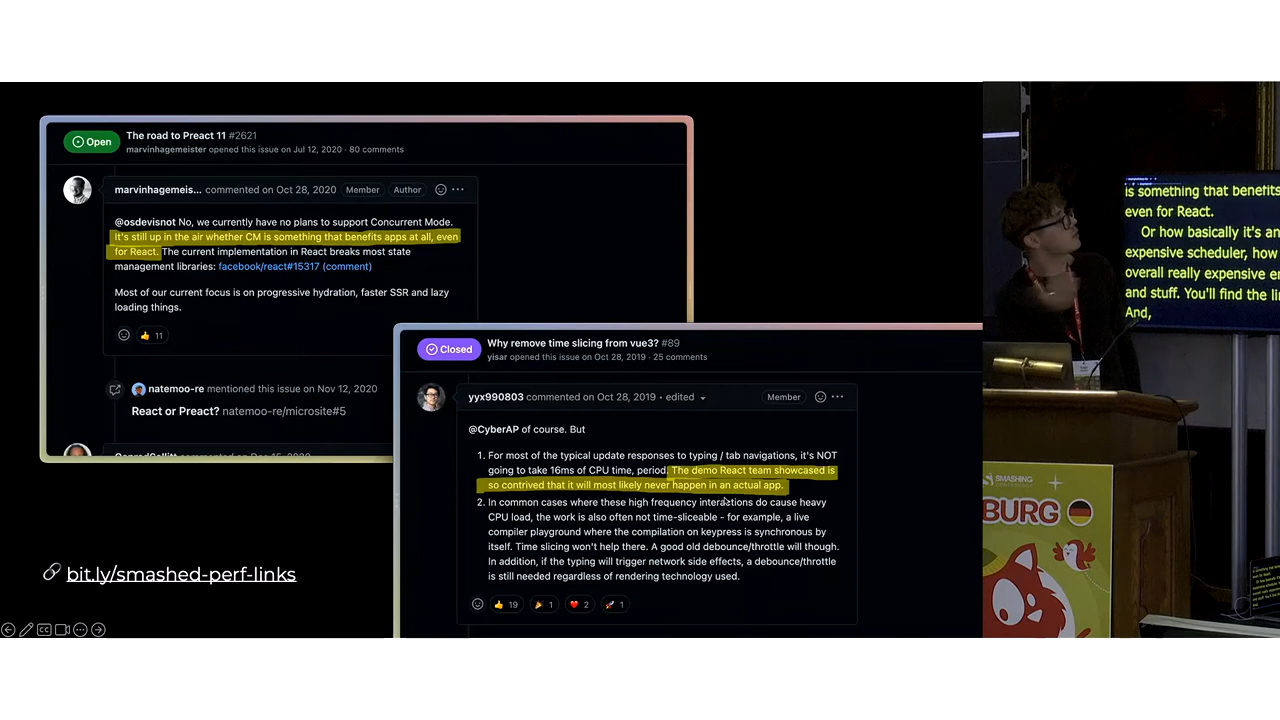 Open
The road to Preact 11 #2621
marvinhagemeister opened this issue on Jul 12, 2020 · 80 comments
marvinhagemeis... commented on Oct 28, 2020 Member Author
@osdevisnot No, we currently have no plans to support Concurrent Mode.
It's still up in the air whether CM is something that benefits apps at all, even
for React. The current implementation in React breaks most state
management libraries: facebook/react#15317 (comment)
Most of our current focus is on progressive hydration, faster SSR and lazy
loading things.
11
natemoo-re mentioned this issue on Nov 12, 2020
React or Preact? natemoo-re/microsite#5
Closed
Why remove time slicing from vue3? #89
yisar opened this issue on Oct 28, 2019 · 25 comments
yyx990803 commented on Oct 28, 2019 • edited Member
@CyberAP of course. But
1. For most of the typical update responses to typing / tab navigations, it's NOT
going to take 16ms of CPU time, period. The demo React team showcased is
so contrived that it will most likely never happen in an actual app.
2. In common cases where these high frequency interactions do cause heavy
CPU load, the work is also often not time-sliceable - for example, a live
compiler playground where the compilation on keypress is synchronous by
itself. Time slicing won't help there. A good old debounce/throttle will though.
In addition, if the typing will trigger network side effects, a debounce/throttle
is still needed regardless of rendering technology used.
19 1 2 1
bit.ly/smashed-perf-links
CC
is something that benefits
even for React.
Or how basically it's an
expensive scheduler, how
overall really expensive
and stuff. You'll find the
And,
SMASHING
BURG